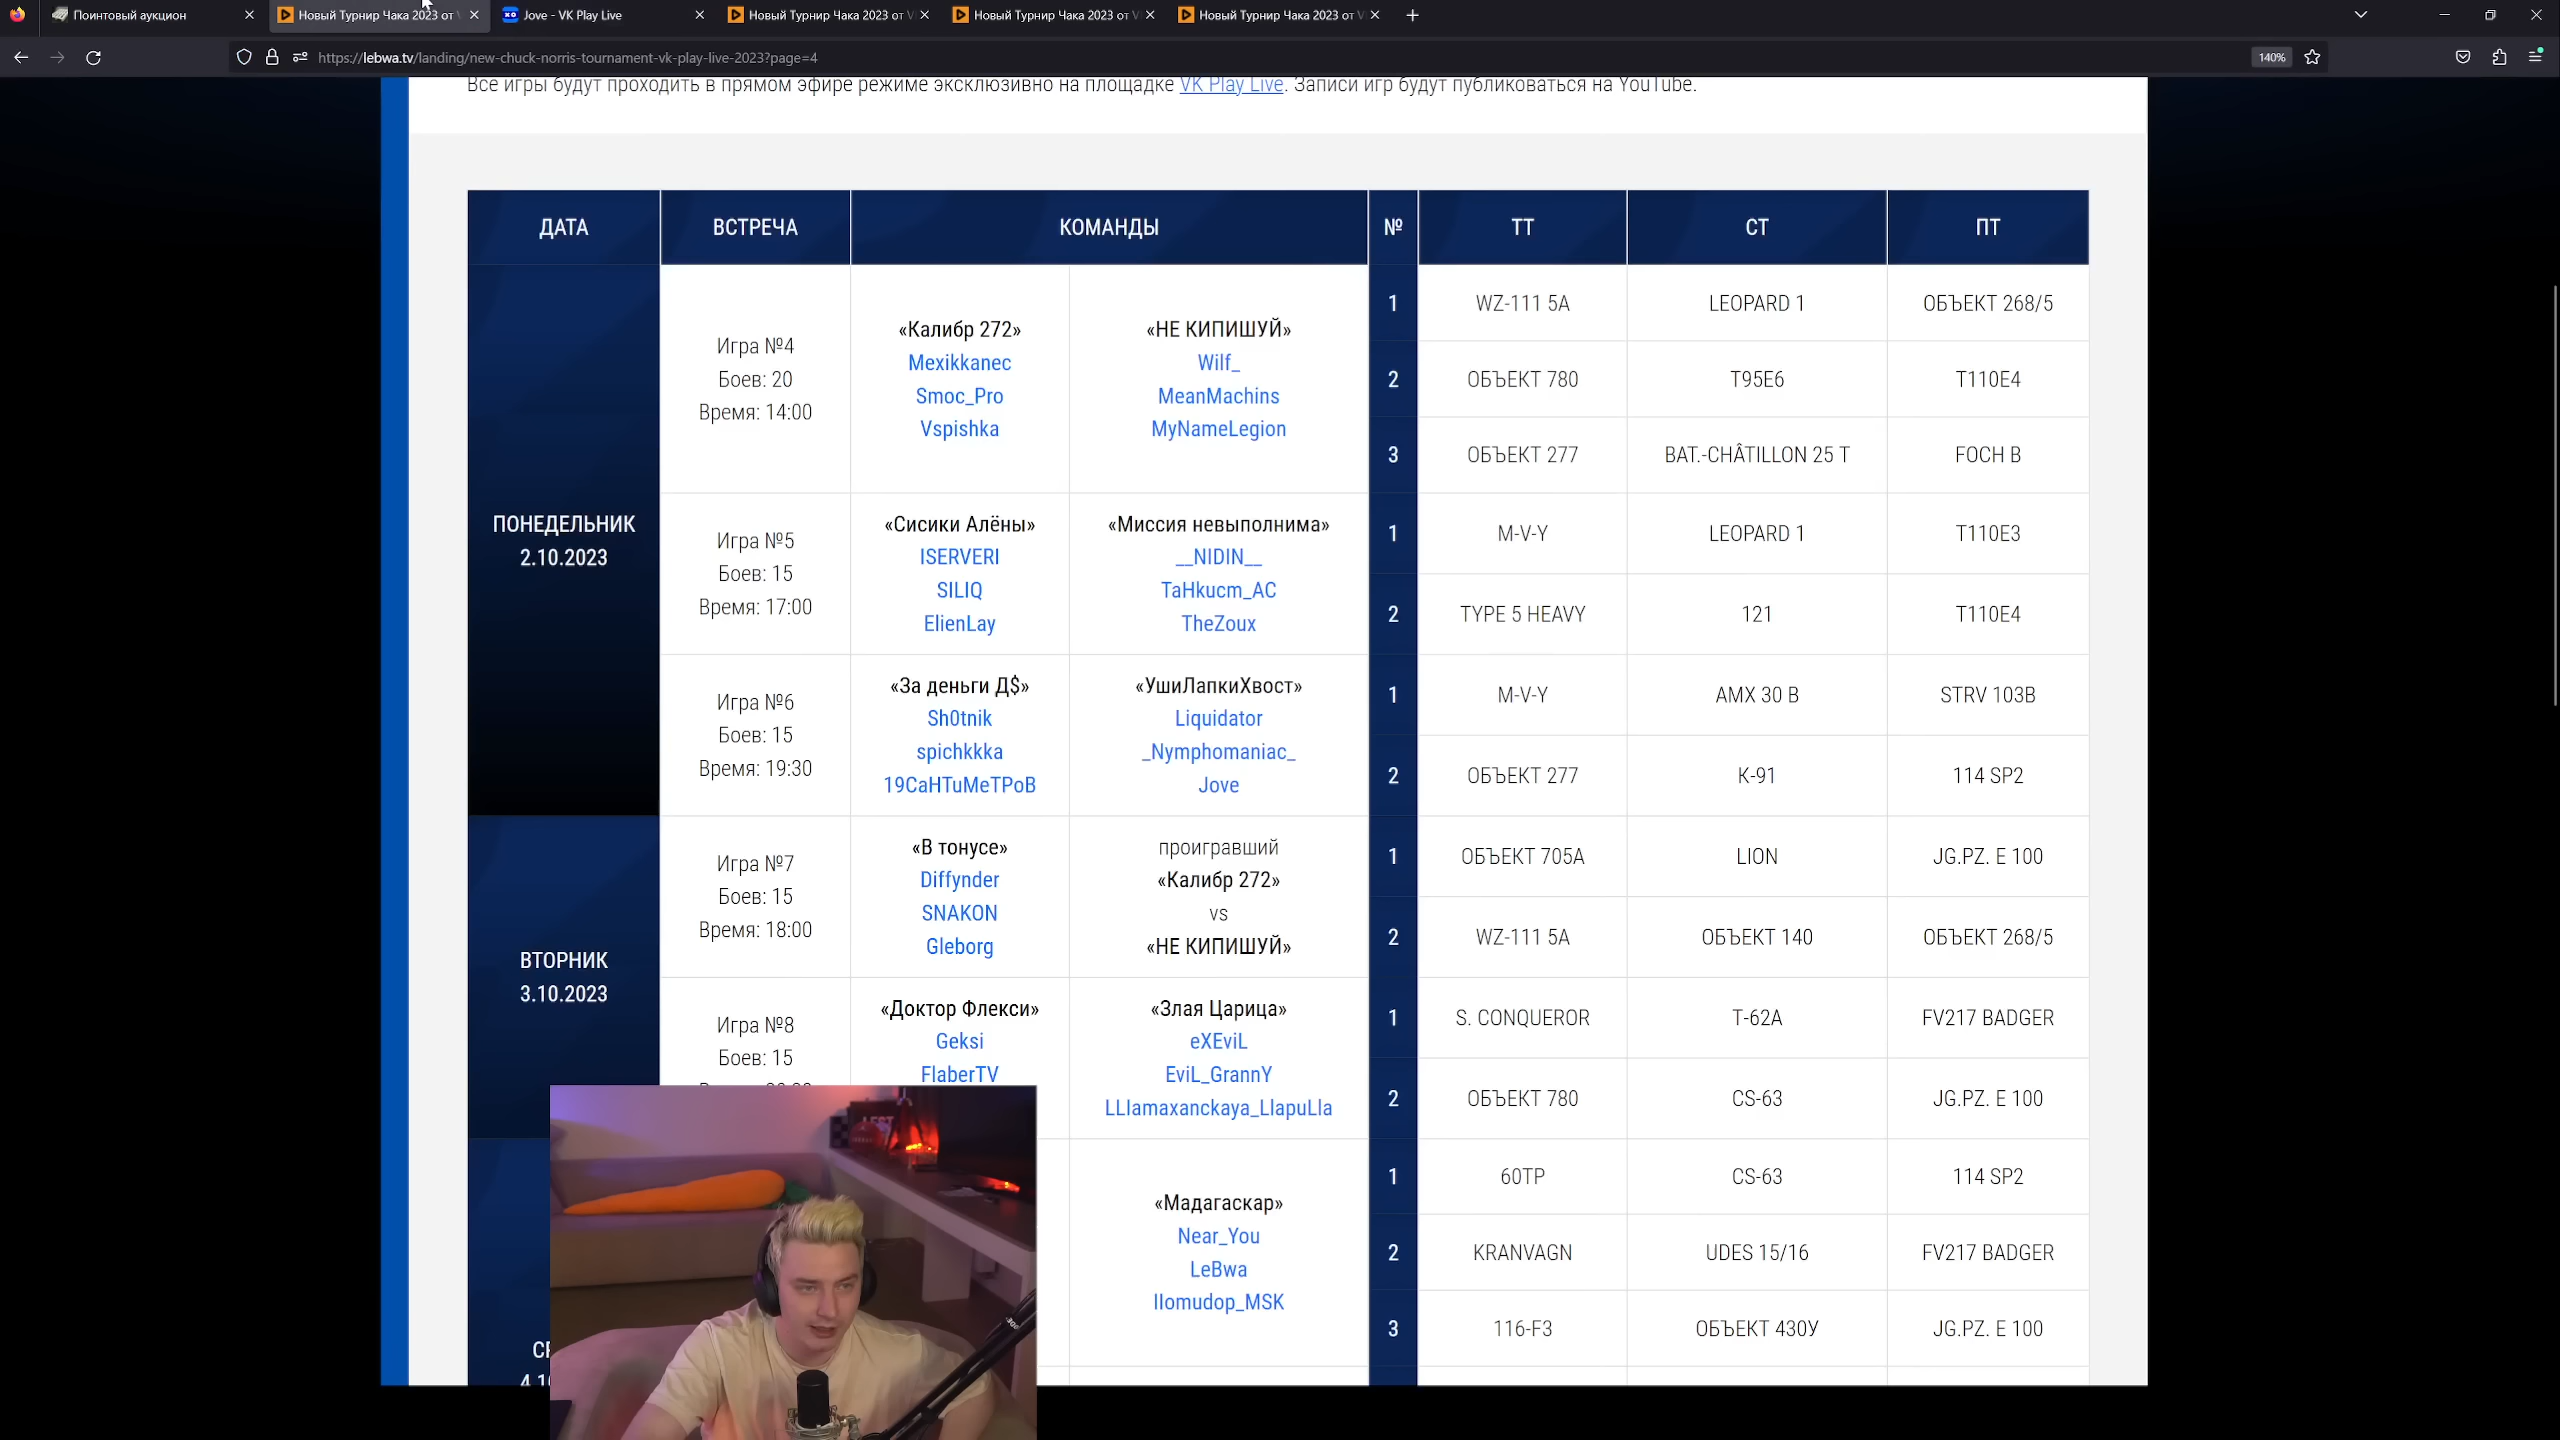 Поинтовый аукцион
Новый Турнир Чака 2023 от
Jove - VK Play Live
Новый Турнир Чака 2023 от V
Новый Турнир Чака 2023 от V
Новый Турнир Чака 2023 от V
https://lebwa.tv/landing/new-chuck-norris-tournament-vk-play-live-2023?page=4
140%
Все игры будут проходить в прямом эфире режиме эксклюзивно на площадке VK Play Live. Записи игр будут публиковаться на YouTube.
ДАТА ВСТРЕЧА КОМАНДЫ № ТТ СТ ПТ
ПОНЕДЕЛЬНИК
2.10.2023
Игра №4
Боев: 20
Время: 14:00
«Калибр 272»
Mexikkanec
Smoc_Pro
Vspishka
«НЕ КИПИШУЙ»
Wilf_
MeanMachins
MyNameLegion
1 WZ-111 5A LEOPARD 1 ОБЪЕКТ 268/5
2 ОБЪЕКТ 780 T95E6 T110E4
3 ОБЪЕКТ 277 BAT.-CHÂTILLON 25 T FOCH B
Игра №5
Боев: 15
Время: 17:00
«Сисики Алёны»
ISERVERI
SILIQ
ElienLay
«Миссия невыполнима»
__NIDIN__
TaHkucm_AC
TheZoux
1 M-V-Y LEOPARD 1 T110E3
2 TYPE 5 HEAVY 121 T110E4
Игра №6
Боев: 15
Время: 19:30
«За деньги Д$»
Sh0tnik
spichkkka
19CaHTuMeTPoB
«УшиЛапкиХвост»
Liquidator
_Nymphomaniac_
Jove
1 M-V-Y AMX 30 B STRV 103B
2 ОБЪЕКТ 277 К-91 114 SP2
ВТОРНИК
3.10.2023
Игра №7
Боев: 15
Время: 18:00
«В тонусе»
Diffynder
SNAKON
Gleborg
проигравший
«Калибр 272»
vs
«НЕ КИПИШУЙ»
1 ОБЪЕКТ 705А LION JG.PZ. E 100
2 WZ-111 5A ОБЪЕКТ 140 ОБЪЕКТ 268/5
Игра №8
Боев: 15
«Доктор Флекси»
Geksi
FlaberTV
«Злая Царица»
eXEviL
EviL_GrannY
LLIamaxanckaya_LlapuLla
1 S. CONQUEROR Т-62А FV217 BADGER
2 ОБЪЕКТ 780 CS-63 JG.PZ. E 100
«Мадагаскар»
Near_You
LeBwa
IIomudop_MSK
1 60TP CS-63 114 SP2
2 KRANVAGN UDES 15/16 FV217 BADGER
3 116-F3 ОБЪЕКТ 430У JG.PZ. E 100